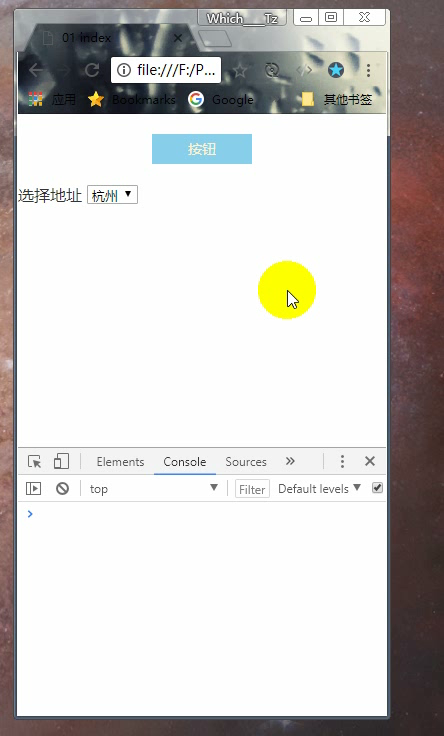 Which___Tz
01 index
file:///F:/P...
应用 Bookmarks Google 其他书签
按钮
选择地址 杭州
Elements Console Sources
top Filter Default levels